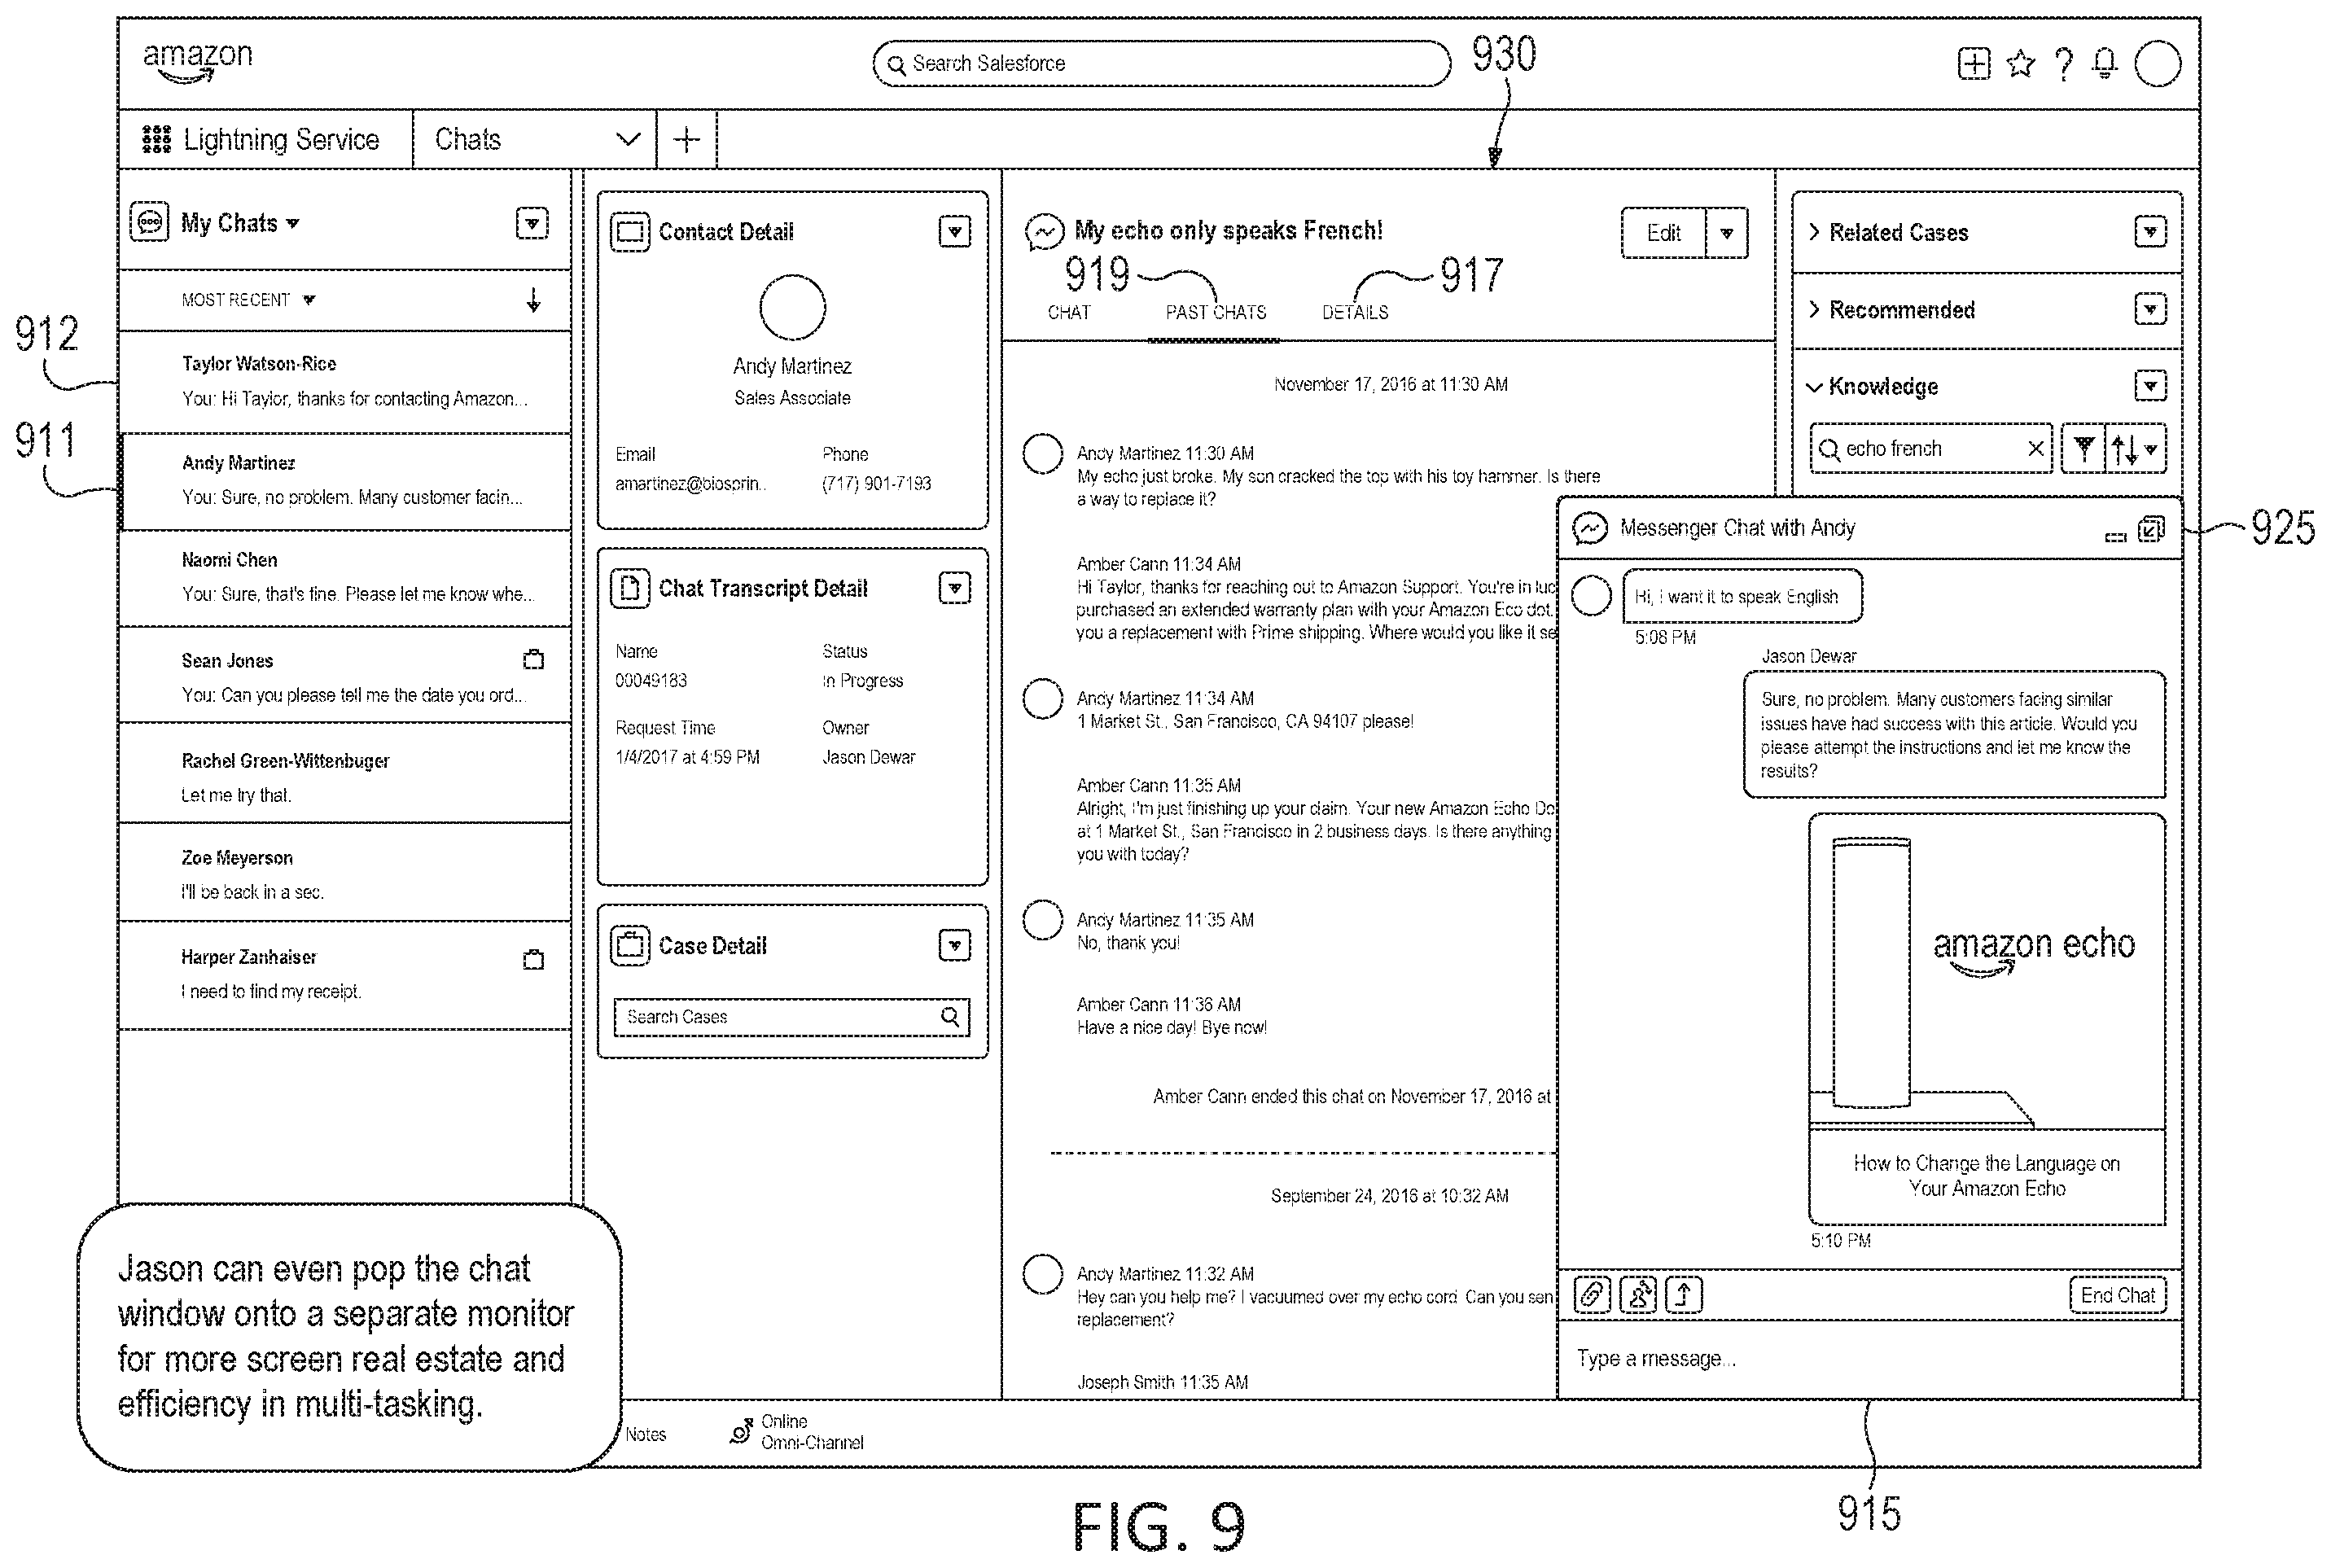 amazon
Search Salesforce
930
Lightning Service
Chats
My Chats
MOST RECENT
912
Taylor Watson-Rice
You: Hi Taylor, thanks for contacting Amazon...
911
Andy Martinez
You: Sure, no problem. Many customer facin...
Naomi Chen
You: Sure, that's fine. Please let me know whe...
Sean Jones
You: Can you please tell me the date you ord...
Rachel Green-Wittenbuger
Let me try that.
Zoe Meyerson
I'll be back in a sec.
Harper Zanhaiser
I need to find my receipt.
Jason can even pop the chat
window onto a separate monitor
for more screen real estate and
efficiency in multi-tasking.
Contact Detail
Andy Martinez
Sales Associate
Email
Phone
amartinez@biosprin..
(717) 901-7193
Chat Transcript Detail
Name
Status
00049183
In Progress
Request Time
Owner
1/4/2017 at 4:59 PM
Jason Dewar
Case Detail
Search Cases
My echo only speaks French!
Edit
919
917
CHAT
PAST CHATS
DETAILS
November 17, 2016 at 11:30 AM
Andy Martinez 11:30 AM
My echo just broke. My son cracked the top with his toy hammer. Is there
a way to replace it?
Amber Cann 11:34 AM
Hi Taylor, thanks for reaching out to Amazon Support. You're in luc
purchased an extended warranty plan with your Amazon Eco dot.
you a replacement with Prime shipping. Where would you like it se
Andy Martinez 11:34 AM
1 Market St., San Francisco, CA 94107 please!
Amber Cann 11:35 AM
Alright, I'm just finishing up your claim. Your new Amazon Echo Do
at 1 Market St., San Francisco in 2 business days. Is there anything
you with today?
Andy Martinez 11:35 AM
No, thank you!
Amber Cann 11:36 AM
Have a nice day! Bye now!
Amber Cann ended this chat on November 17, 2016 at
September 24, 2016 at 10:32 AM
Andy Martinez 11:32 AM
Hey can you help me? I vacuumed over my echo cord. Can you sen
replacement?
Joseph Smith 11:35 AM
Related Cases
Recommended
Knowledge
echo french
Messenger Chat with Andy
925
Hi, I want it to speak English
5:08 PM
Jason Dewar
Sure, no problem. Many customers facing similar
issues have had success with this article. Would you
please attempt the instructions and let me know the
results?
amazon echo
How to Change the Language on
Your Amazon Echo
5:10 PM
End Chat
Type a message...
Notes
Online
Omni-Channel
915
FIG. 9